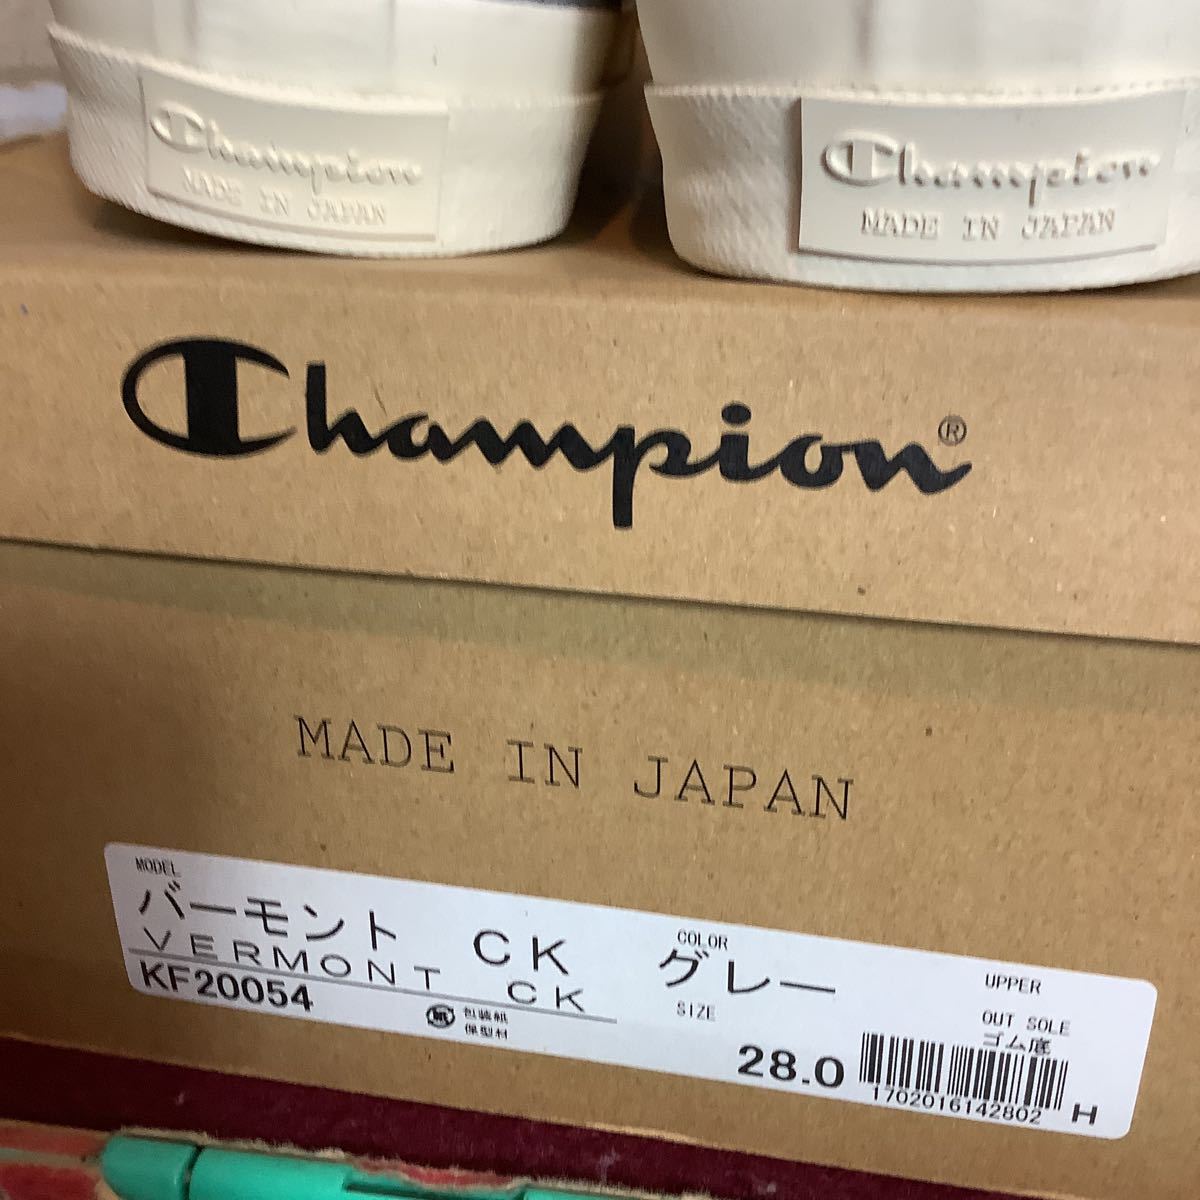 Champion
MADE IN JAPAN
Champion
MADE IN JAPAN
Champion®
MADE IN JAPAN
MODEL
バーモント CK
VERMONT CK
KF20054
紙
包装紙
保型材
COLOR
グレー
SIZE
28.0
UPPER
OUT SOLE
ゴム底
1702016142802
H